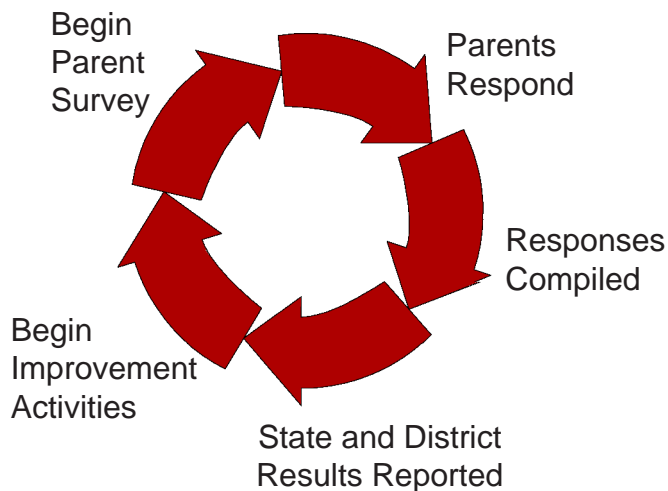 Begin
Parent
Survey
Parents
Respond
Responses
Compiled
State and District
Results Reported
Begin
Improvement
Activities